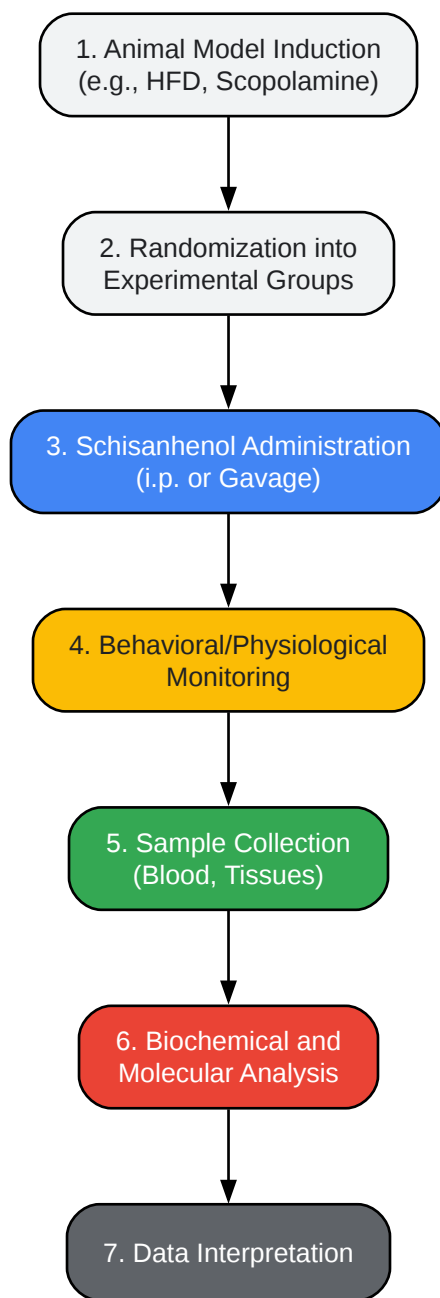 1. Animal Model Induction
(e.g., HFD, Scopolamine)
2. Randomization into
Experimental Groups
3. Schisanhenol Administration
(i.p. or Gavage)
4. Behavioral/Physiological
Monitoring
5. Sample Collection
(Blood, Tissues)
6. Biochemical and
Molecular Analysis
7. Data Interpretation